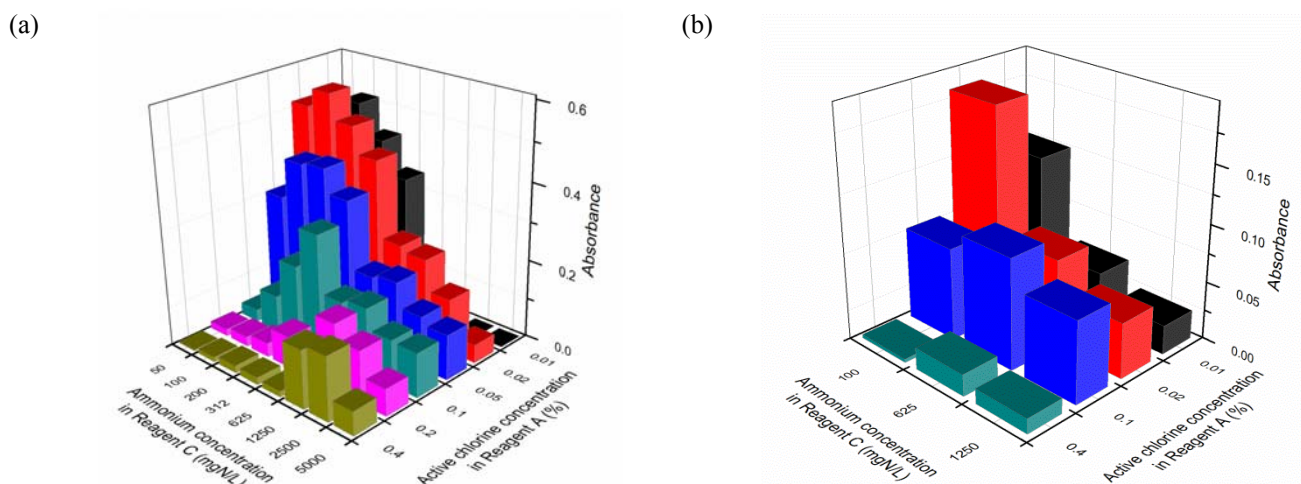 (a)
(b)
0.6
0.4
0.2
0.0
Absorbance
50
100
200
312
625
1250
2500
5000
Ammonium concentration
in Reagent C (mgN/L)
0.01
0.02
0.05
0.1
0.2
0.4
Active chlorine concentration
in Reagent A (%)
0.15
0.10
0.05
0.00
Absorbance
100
625
1250
Ammonium concentration
in Reagent C (mgN/L)
0.01
0.02
0.1
0.4
Active chlorine concentration
in Reagent A (%)